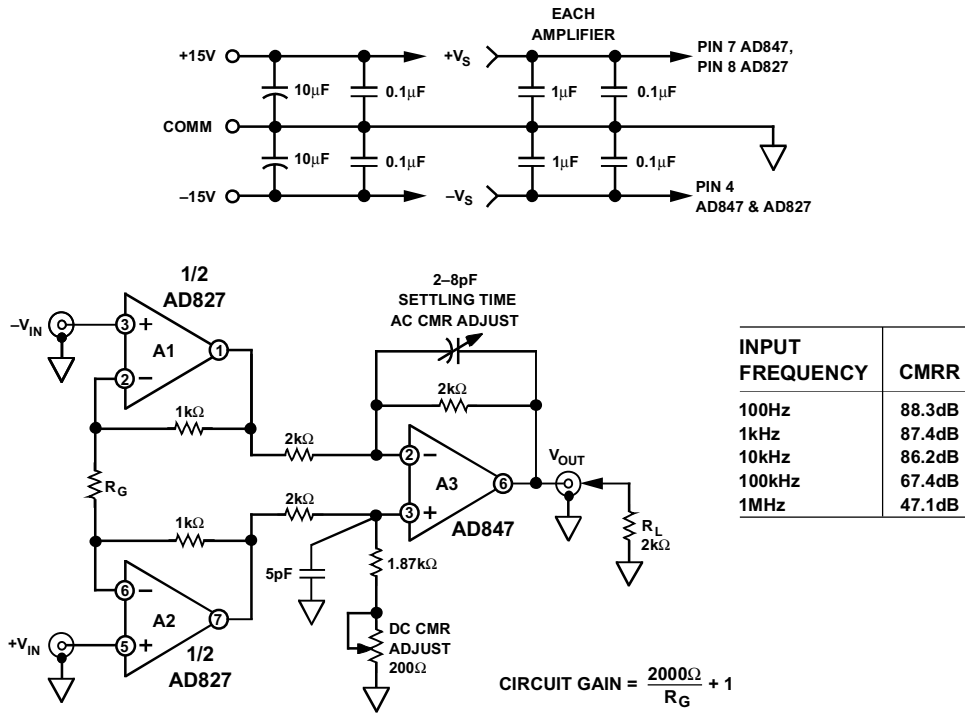 EACH
AMPLIFIER
+15V
+VS
PIN 7 AD847,
PIN 8 AD827
10µF
0.1µF
1µF
0.1µF
COMM
10µF
0.1µF
1µF
0.1µF
–15V
–VS
PIN 4
AD847 & AD827
1/2
AD827
2–8pF
SETTLING TIME
AC CMR ADJUST
–VIN
3
+
A1
1
2
–
1kΩ
2kΩ
2kΩ
2
–
A3
6
VOUT
RG
2kΩ
3
+
AD847
1kΩ
RL
2kΩ
5pF
1.87kΩ
6
–
A2
7
+VIN
5
+
1/2
AD827
DC CMR
ADJUST
200Ω
CIRCUIT GAIN = 2000Ω / RG + 1
INPUT
FREQUENCY CMRR
100Hz 88.3dB
1kHz 87.4dB
10kHz 86.2dB
100kHz 67.4dB
1MHz 47.1dB